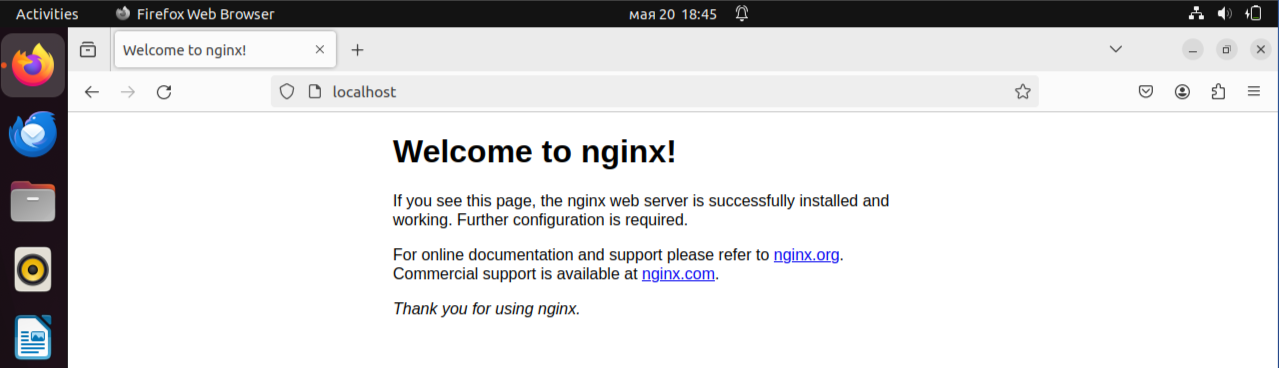 Activities Firefox Web Browser мая 20 18:45
Welcome to nginx!
localhost
Welcome to nginx!
If you see this page, the nginx web server is successfully installed and
working. Further configuration is required.
For online documentation and support please refer to nginx.org.
Commercial support is available at nginx.com.
Thank you for using nginx.